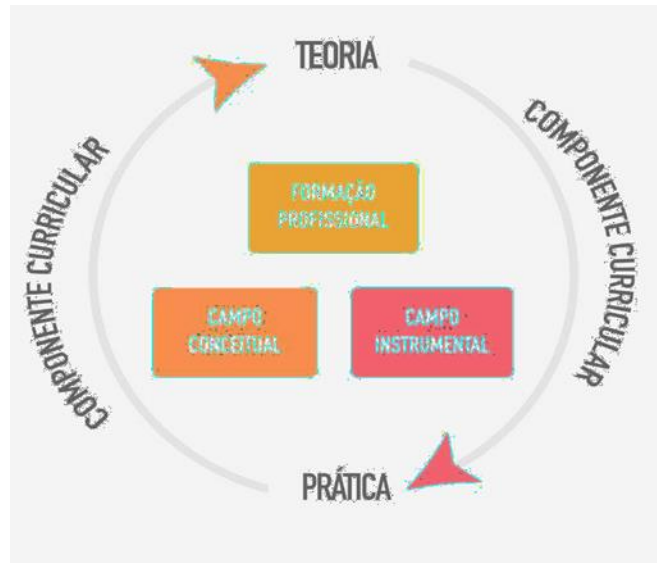 TEORIA
COMPONENTE CURRICULAR
COMPONENTE CURRICULAR
FORMAÇÃO
PROFISSIONAL
CAMPO
CONCEITUAL
CAMPO
INSTRUMENTAL
PRÁTICA